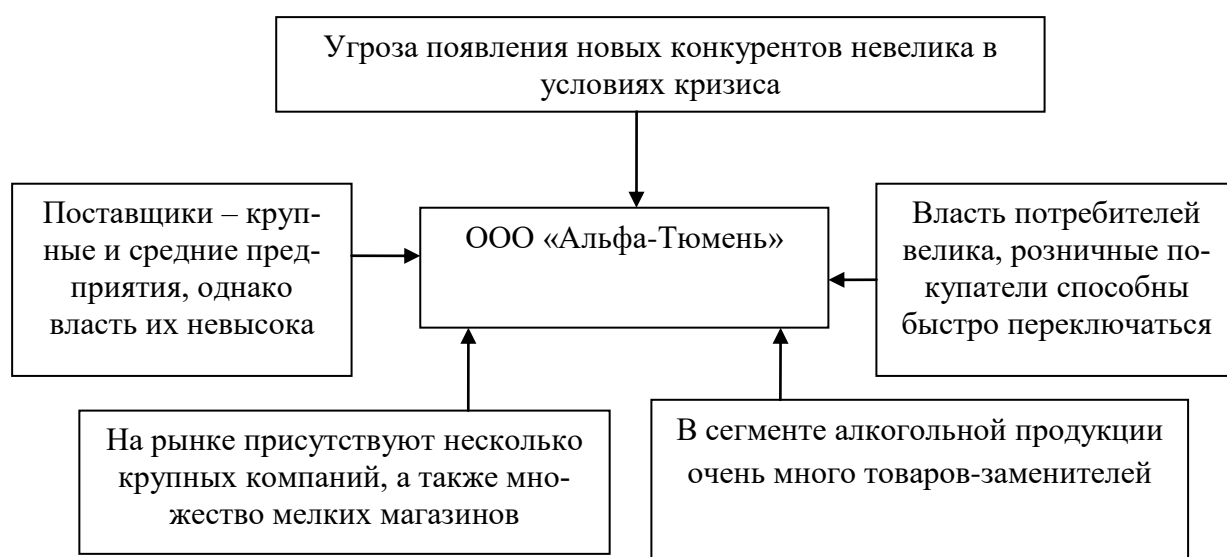 Угроза появления новых конкурентов невелика в
условиях кризиса
Поставщики – круп-
ные и средние пред-
приятия, однако
власть их невысока
ООО «Альфа-Тюмень»
Власть потребителей
велика, розничные по-
купатели способны
быстро переключаться
На рынке присутствуют несколько
крупных компаний, а также мно-
жество мелких магазинов
В сегменте алкогольной продукции
очень много товаров-заменителей